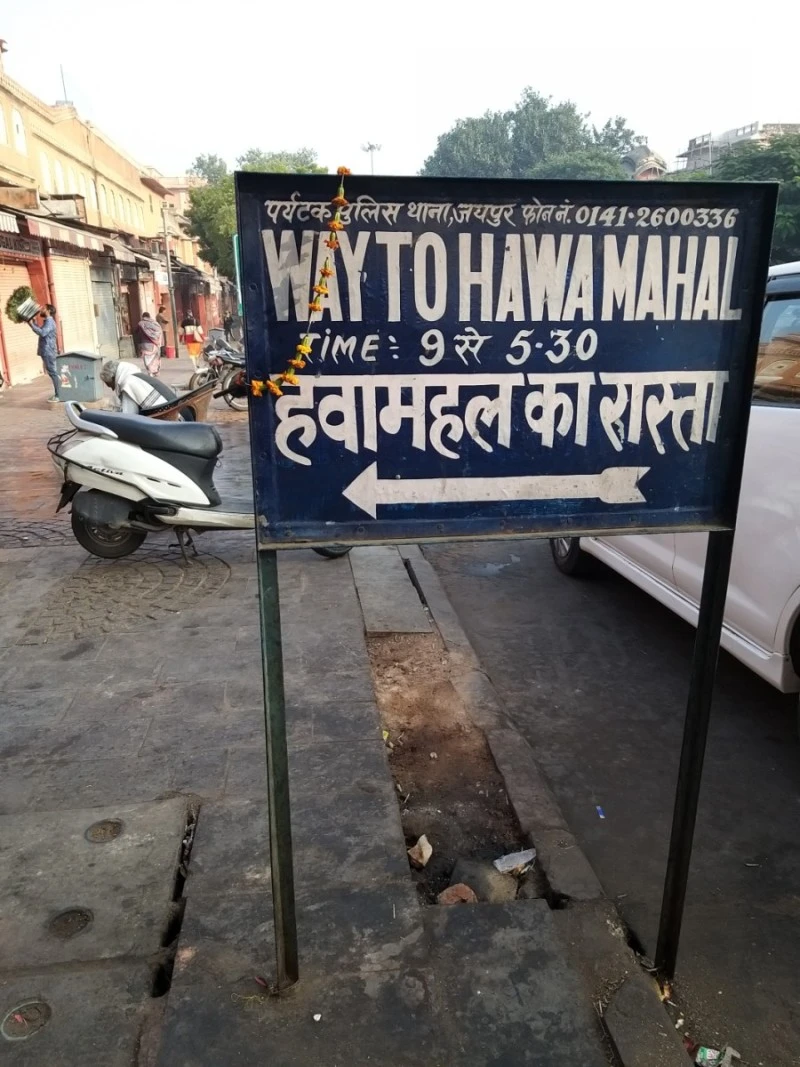 पर्यटक पुलिस थाना,जयपुर फोन नं. 0141-2600336
WAY TO HAWA MAHAL
TIME: 9 से 5·30
हवामहल का रास्ता